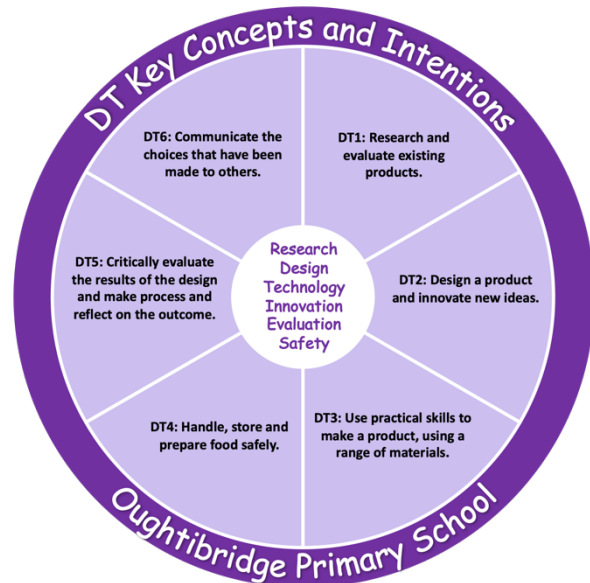 DT Key Concepts and Intentions
DT1: Research and
evaluate existing
products.
DT2: Design a product
and innovate new ideas.
DT3: Use practical skills to
make a product, using a
range of materials.
DT4: Handle, store and
prepare food safely.
DT5: Critically evaluate
the results of the design
and make process and
reflect on the outcome.
DT6: Communicate the
choices that have been
made to others.
Research
Design
Technology
Innovation
Evaluation
Safety
Oughtibridge Primary School